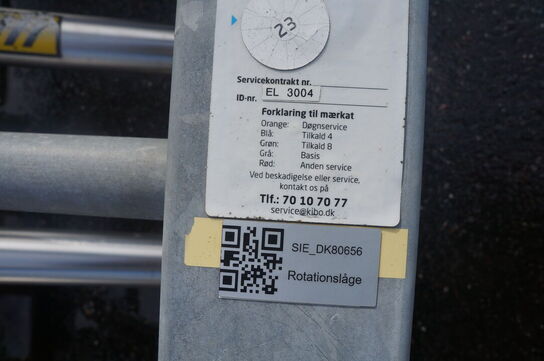 23
Servicekontrakt nr.
ID-nr. EL 3004
Forklaring til mærkat
Orange: Døgnservice
Blå: Tilkald 4
Grøn: Tilkald 8
Grå: Basis
Rød: Anden service
Ved beskadigelse eller service,
kontakt os på
Tlf.: 70 10 70 77
service@kibo.dk
SIE_DK80656
Rotationslåge